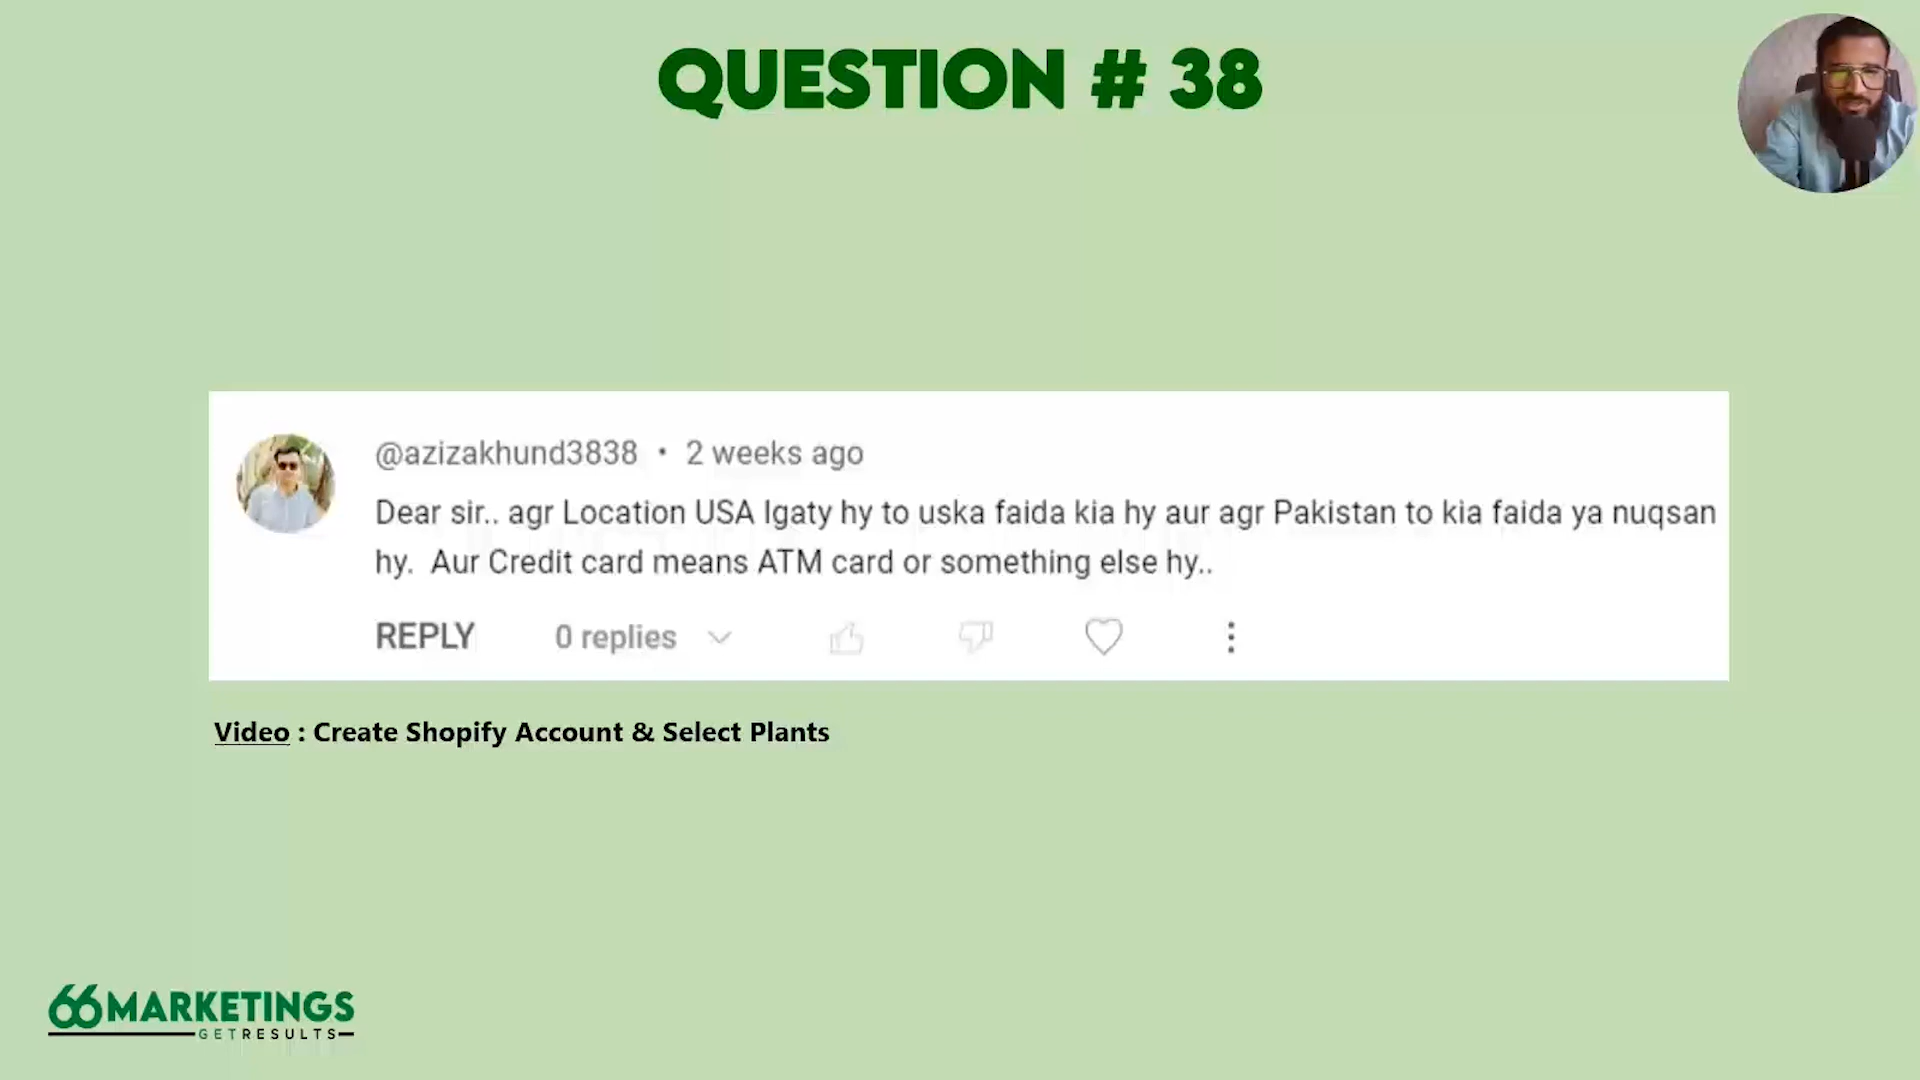 QUESTION # 38
@azizakhund3838 • 2 weeks ago
Dear sir.. agr Location USA lgaty hy to uska faida kia hy aur agr Pakistan to kia faida ya nuqsan
hy. Aur Credit card means ATM card or something else hy..
REPLY 0 replies
Video : Create Shopify Account & Select Plants
66MARKETINGS
GETRESULTS